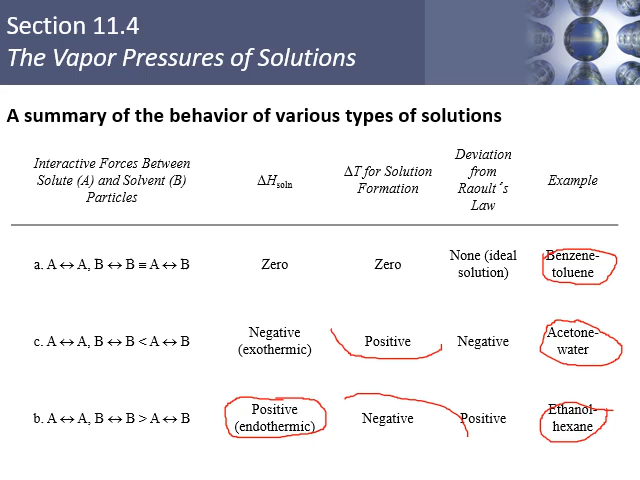 Section 11.4
The Vapor Pressures of Solutions
A summary of the behavior of various types of solutions
Interactive Forces Between Solute (A) and Solvent (B) Particles
ΔHsoln
ΔT for Solution Formation
Deviation from Raoult´s Law
Example
a. A ↔ A, B ↔ B ≡ A ↔ B
Zero
Zero
None (ideal solution)
Benzene-toluene
c. A ↔ A, B ↔ B < A ↔ B
Negative (exothermic)
Positive
Negative
Acetone-water
b. A ↔ A, B ↔ B > A ↔ B
Positive (endothermic)
Negative
Positive
Ethanol-hexane